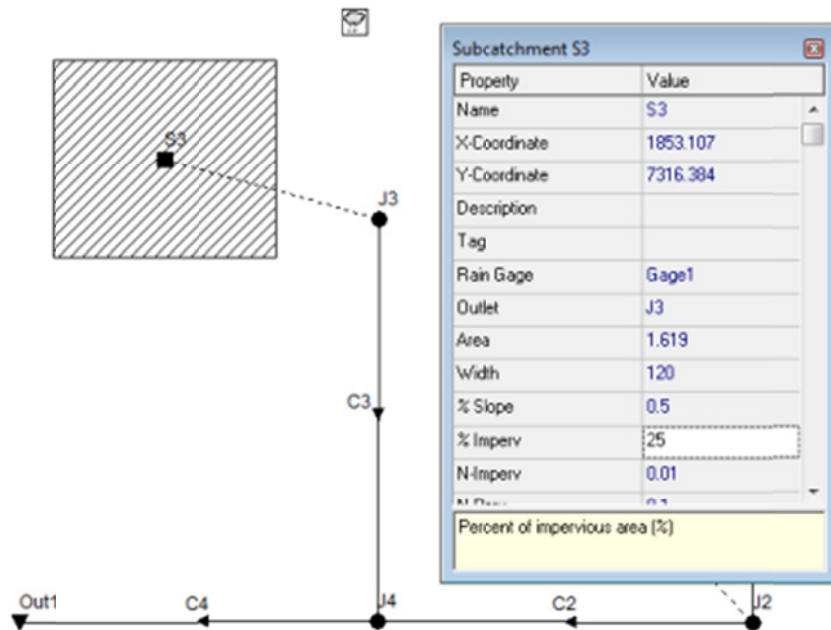 Subcatchment S3
Property Value
Name S3
X-Coordinate 1853.107
Y-Coordinate 7316.384
Description
Tag
Rain Gage Gage1
Outlet J3
Area 1.619
Width 120
% Slope 0.5
% Imperv 25
N-Imperv 0.01
Percent of impervious area (%)
S3
J3
C3
Out1 C4 J4 C2 J2